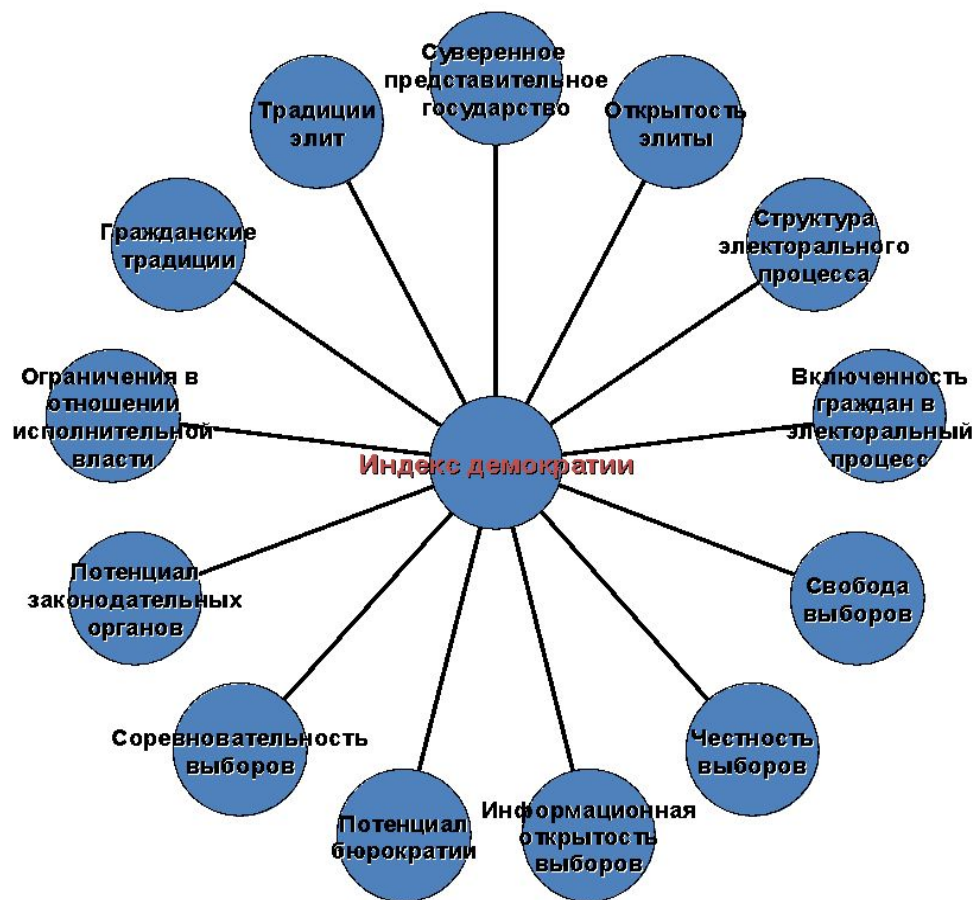 Суверенное
представительное
государство
Открытость
элиты
Структура
электорального
процесса
Включенность
граждан в
электоральный
процесс
Свобода
выборов
Честность
выборов
Информационная
открытость
выборов
Потенциал
бюрократии
Соревновательность
выборов
Потенциал
законодательных
органов
Ограничения в
отношении
исполнительной
власти
Гражданские
традиции
Традиции
элит
Индекс демократии